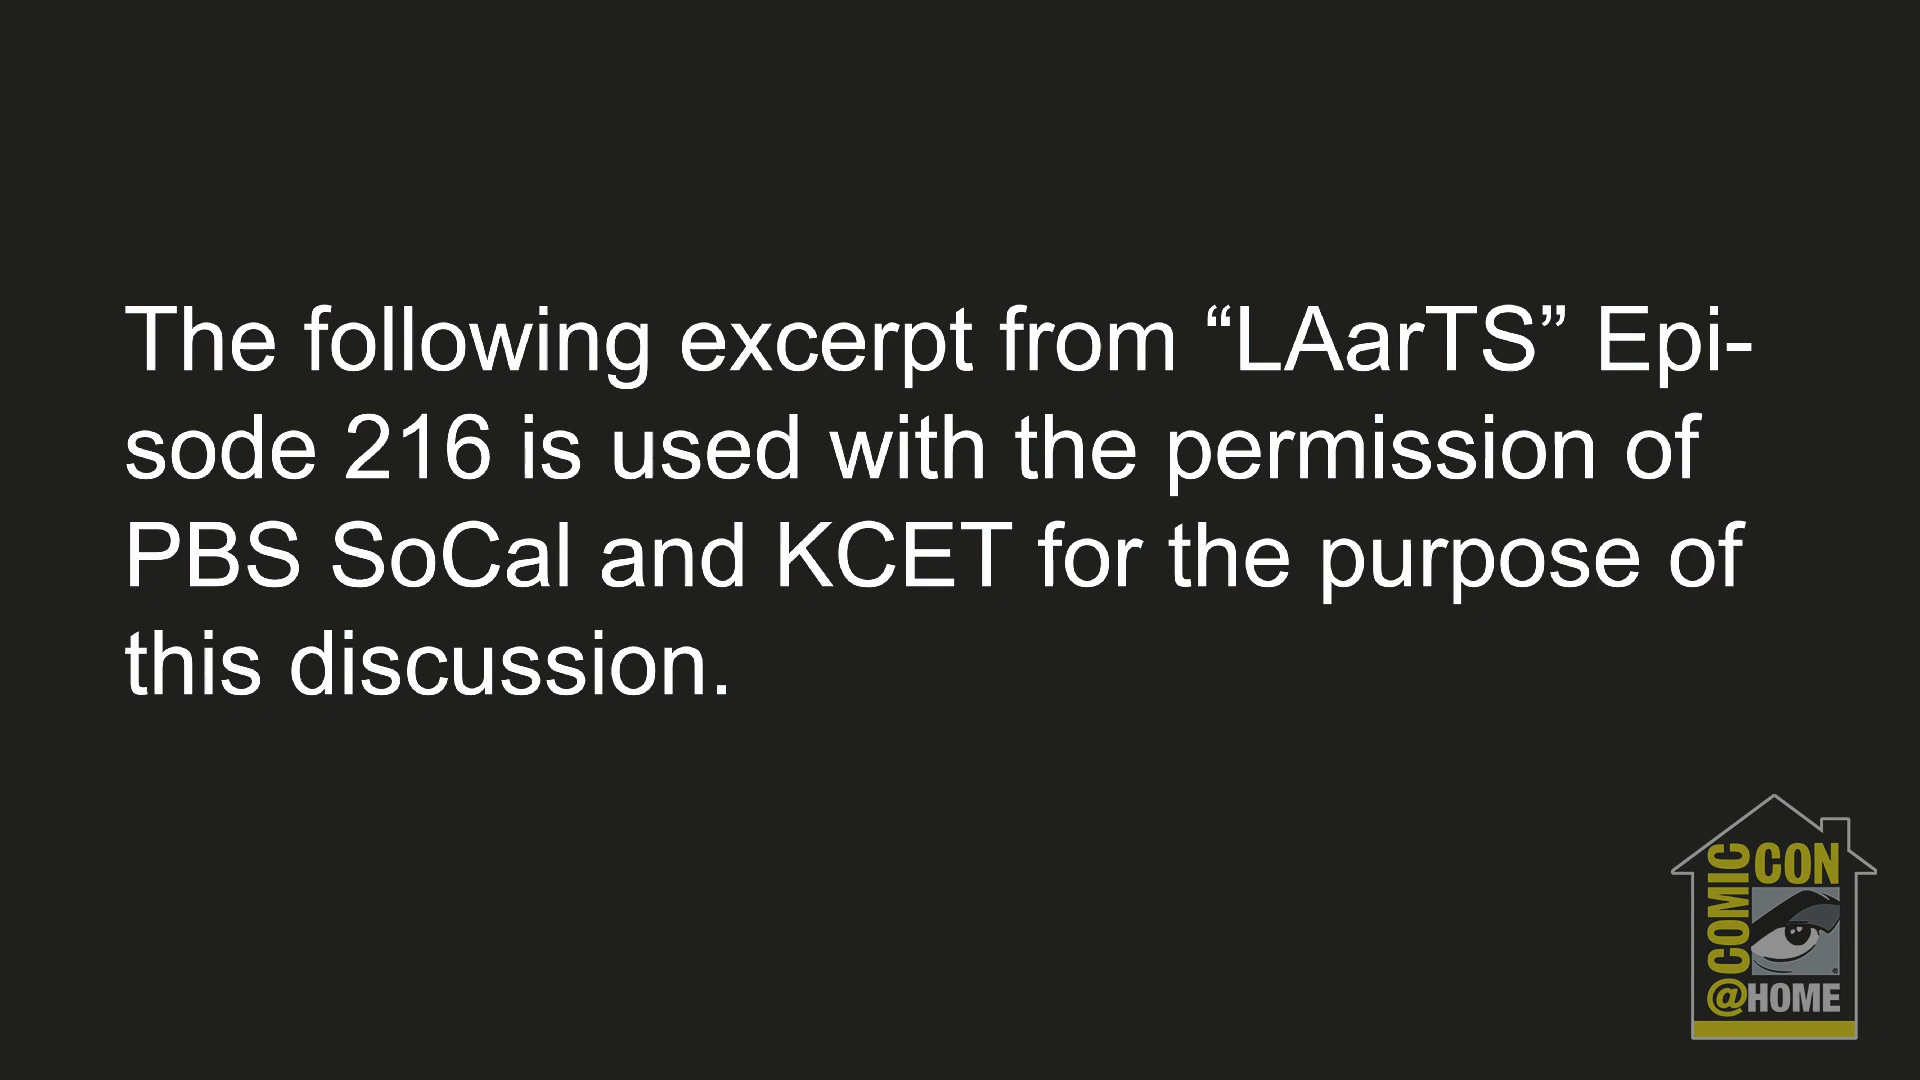 The following excerpt from “LAarTS” Epi-
sode 216 is used with the permission of
PBS SoCal and KCET for the purpose of
this discussion.
COMIC
CON
@HOME